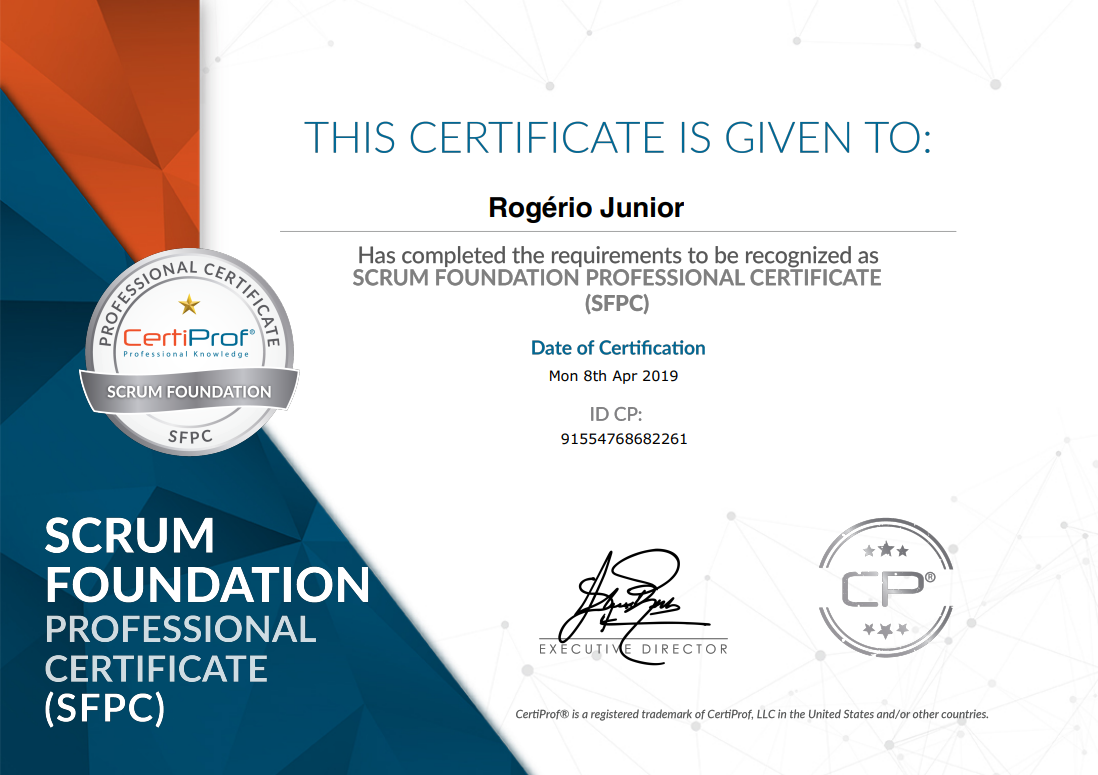 THIS CERTIFICATE IS GIVEN TO:
Rogério Junior
Has completed the requirements to be recognized as
SCRUM FOUNDATION PROFESSIONAL CERTIFICATE
(SFPC)
Date of Certification
Mon 8th Apr 2019
ID CP:
91554768682261
PROFESSIONAL CERTIFICATE
CertiProf®
Professional Knowledge
SCRUM FOUNDATION
SFPC
SCRUM
FOUNDATION
PROFESSIONAL
CERTIFICATE
(SFPC)
EXECUTIVE DIRECTOR
CP®
CertiProf® is a registered trademark of CertiProf, LLC in the United States and/or other countries.